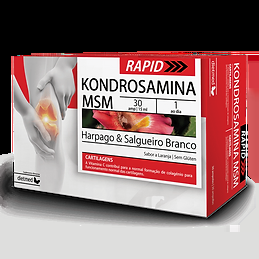 RAPID
KONDROSAMINA
MSM
30
amp | 15 ml
1
ao dia
Harpago & Salgueiro Branco
Sabor a Laranja | Sem Glúten
CARTILAGENS
A Vitamina C contribui para a normal formação de colagénio para
funcionamento normal das cartilagens.
dietmed
RAPID
KONDROSAMINA
MSM
dietmed